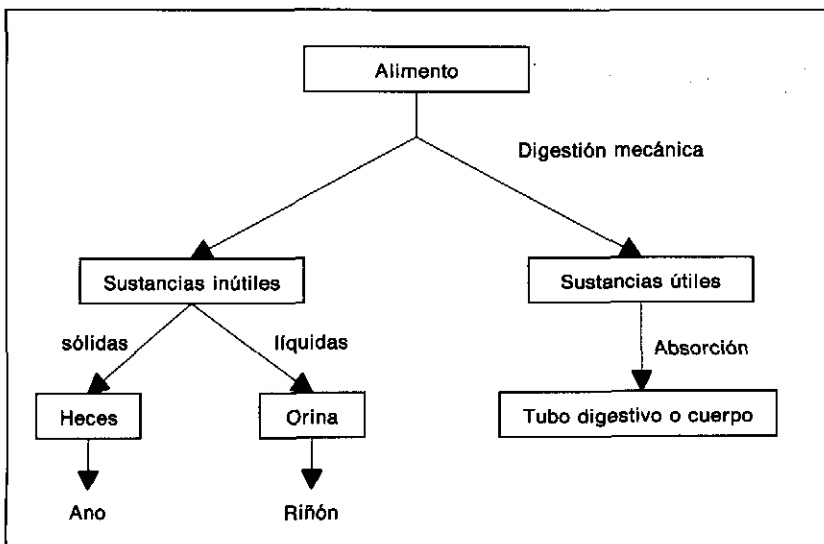 Alimento
Digestión mecánica
Sustancias inútiles
Sustancias útiles
sólidas
líquidas
Absorción
Heces
Orina
Tubo digestivo o cuerpo
Ano
Riñón